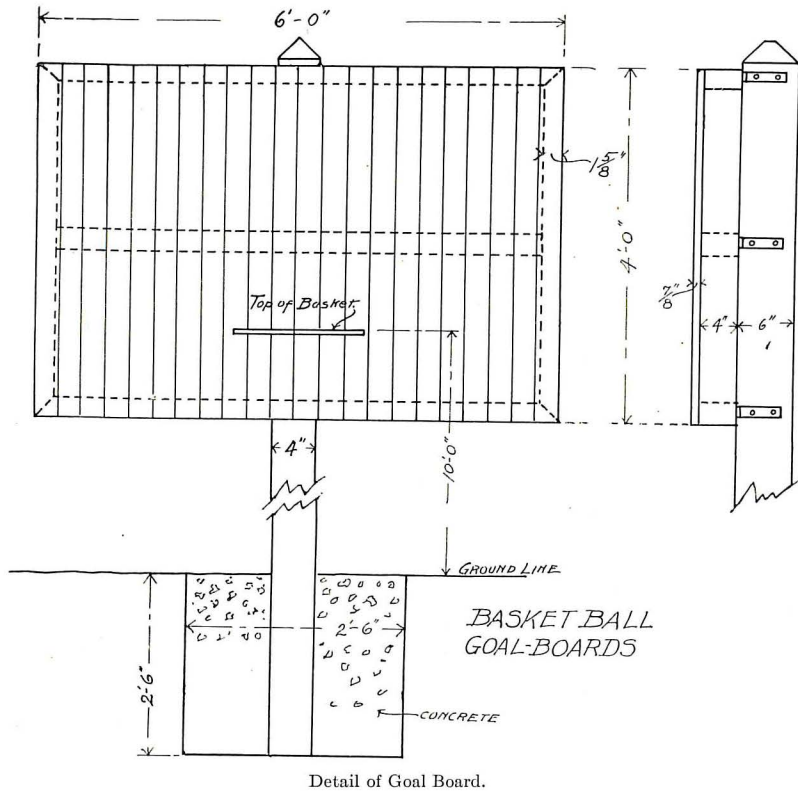 6'-0"
1 5/8"
4'-0"
Top of Basket.
7/8"
4" 6"
4"
10'-0"
GROUND LINE
BASKET BALL
GOAL-BOARDS
2'-6"
2'-6"
CONCRETE
Detail of Goal Board.